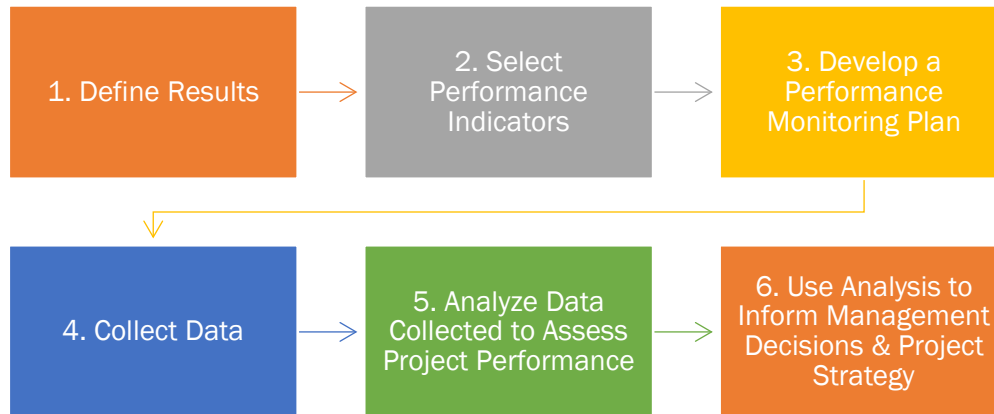 1. Define Results
2. Select
Performance
Indicators
3. Develop a
Performance
Monitoring Plan
4. Collect Data
5. Analyze Data
Collected to Assess
Project Performance
6. Use Analysis to
Inform Management
Decisions & Project
Strategy